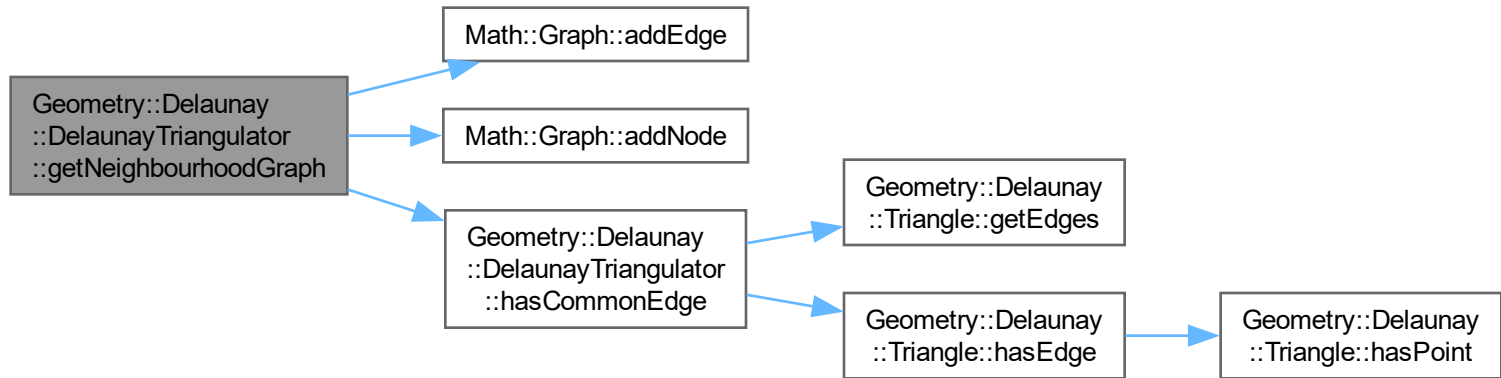 Math::Graph::addEdge
Geometry::Delaunay
::DelaunayTriangulator
::getNeighbourhoodGraph
Math::Graph::addNode
Geometry::Delaunay
::DelaunayTriangulator
::hasCommonEdge
Geometry::Delaunay
::Triangle::getEdges
Geometry::Delaunay
::Triangle::hasEdge
Geometry::Delaunay
::Triangle::hasPoint